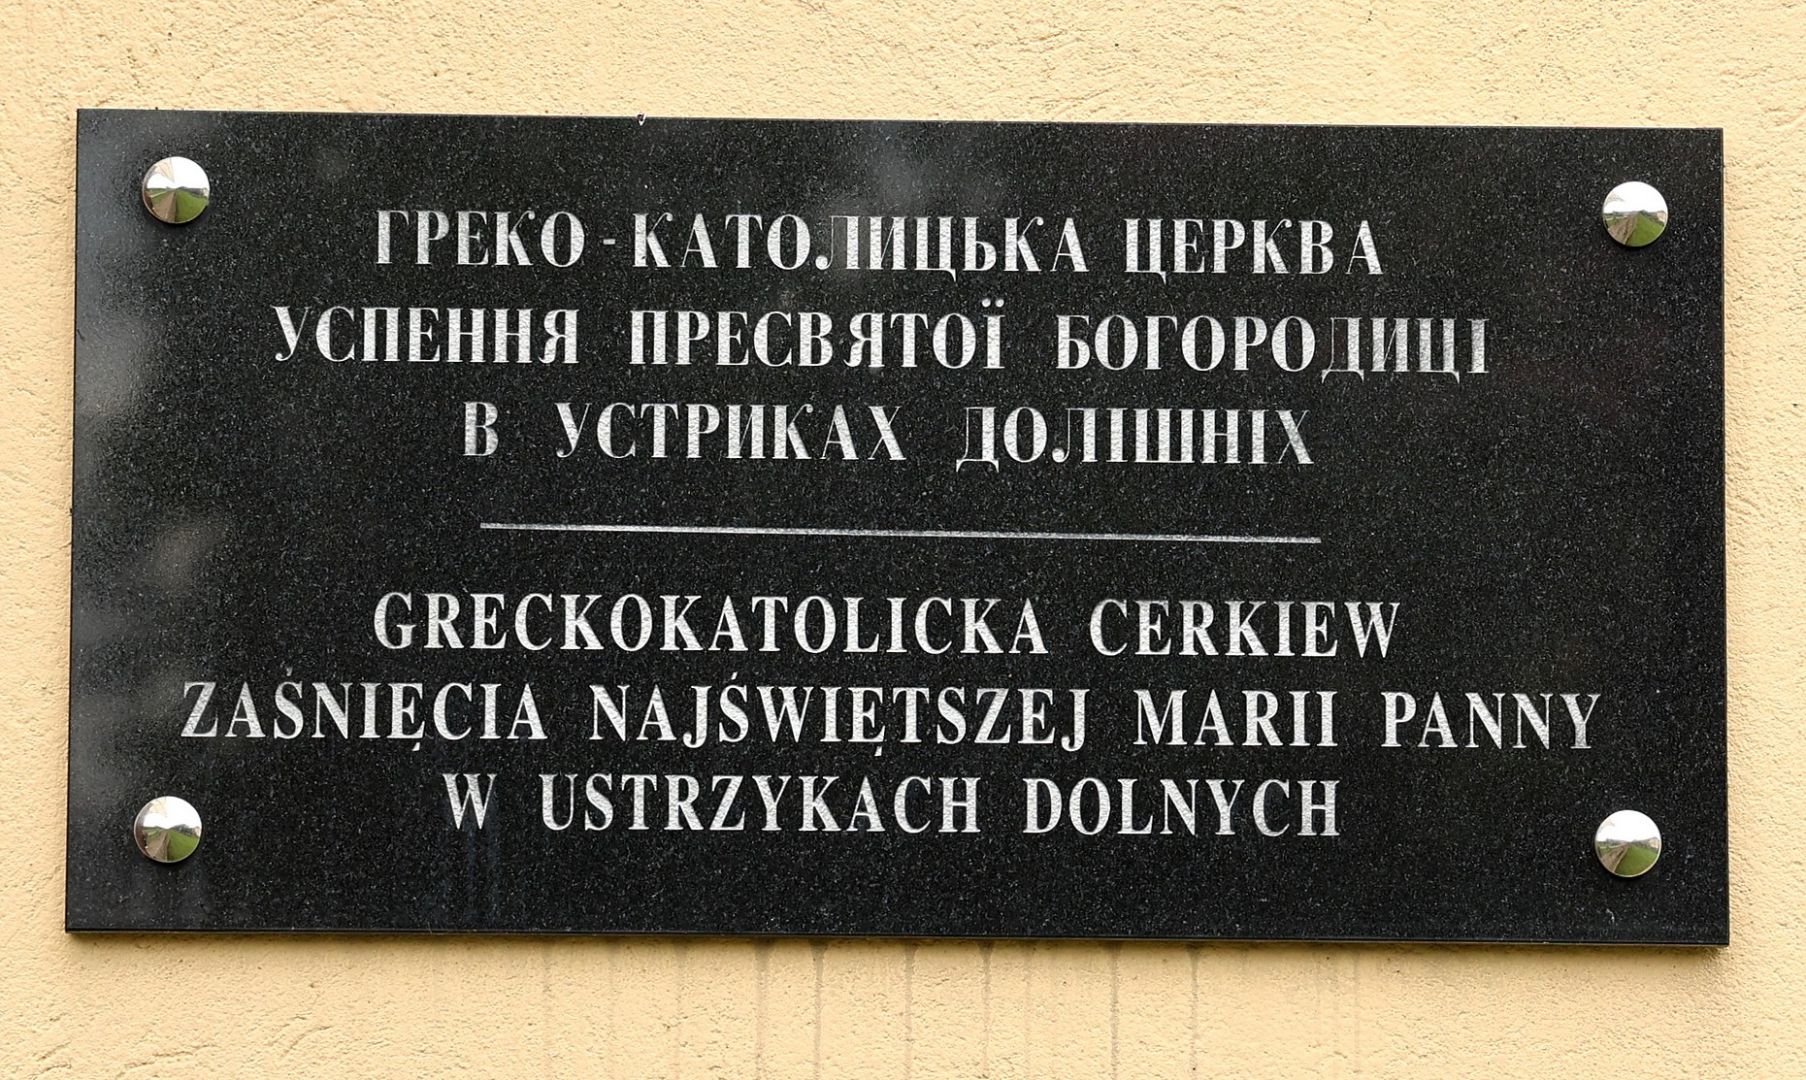 ГРЕКО-КАТОЛИЦЬКА ЦЕРКВА
УСПЕННЯ ПРЕСВЯТОЇ БОГОРОДИЦІ
В УСТРИКАХ ДОЛІШНІХ
GRECKOKATOLICKA CERKIEW
ZAŚNIĘCIA NAJŚWIĘTSZEJ MARII PANNY
W USTRZYKACH DOLNYCH